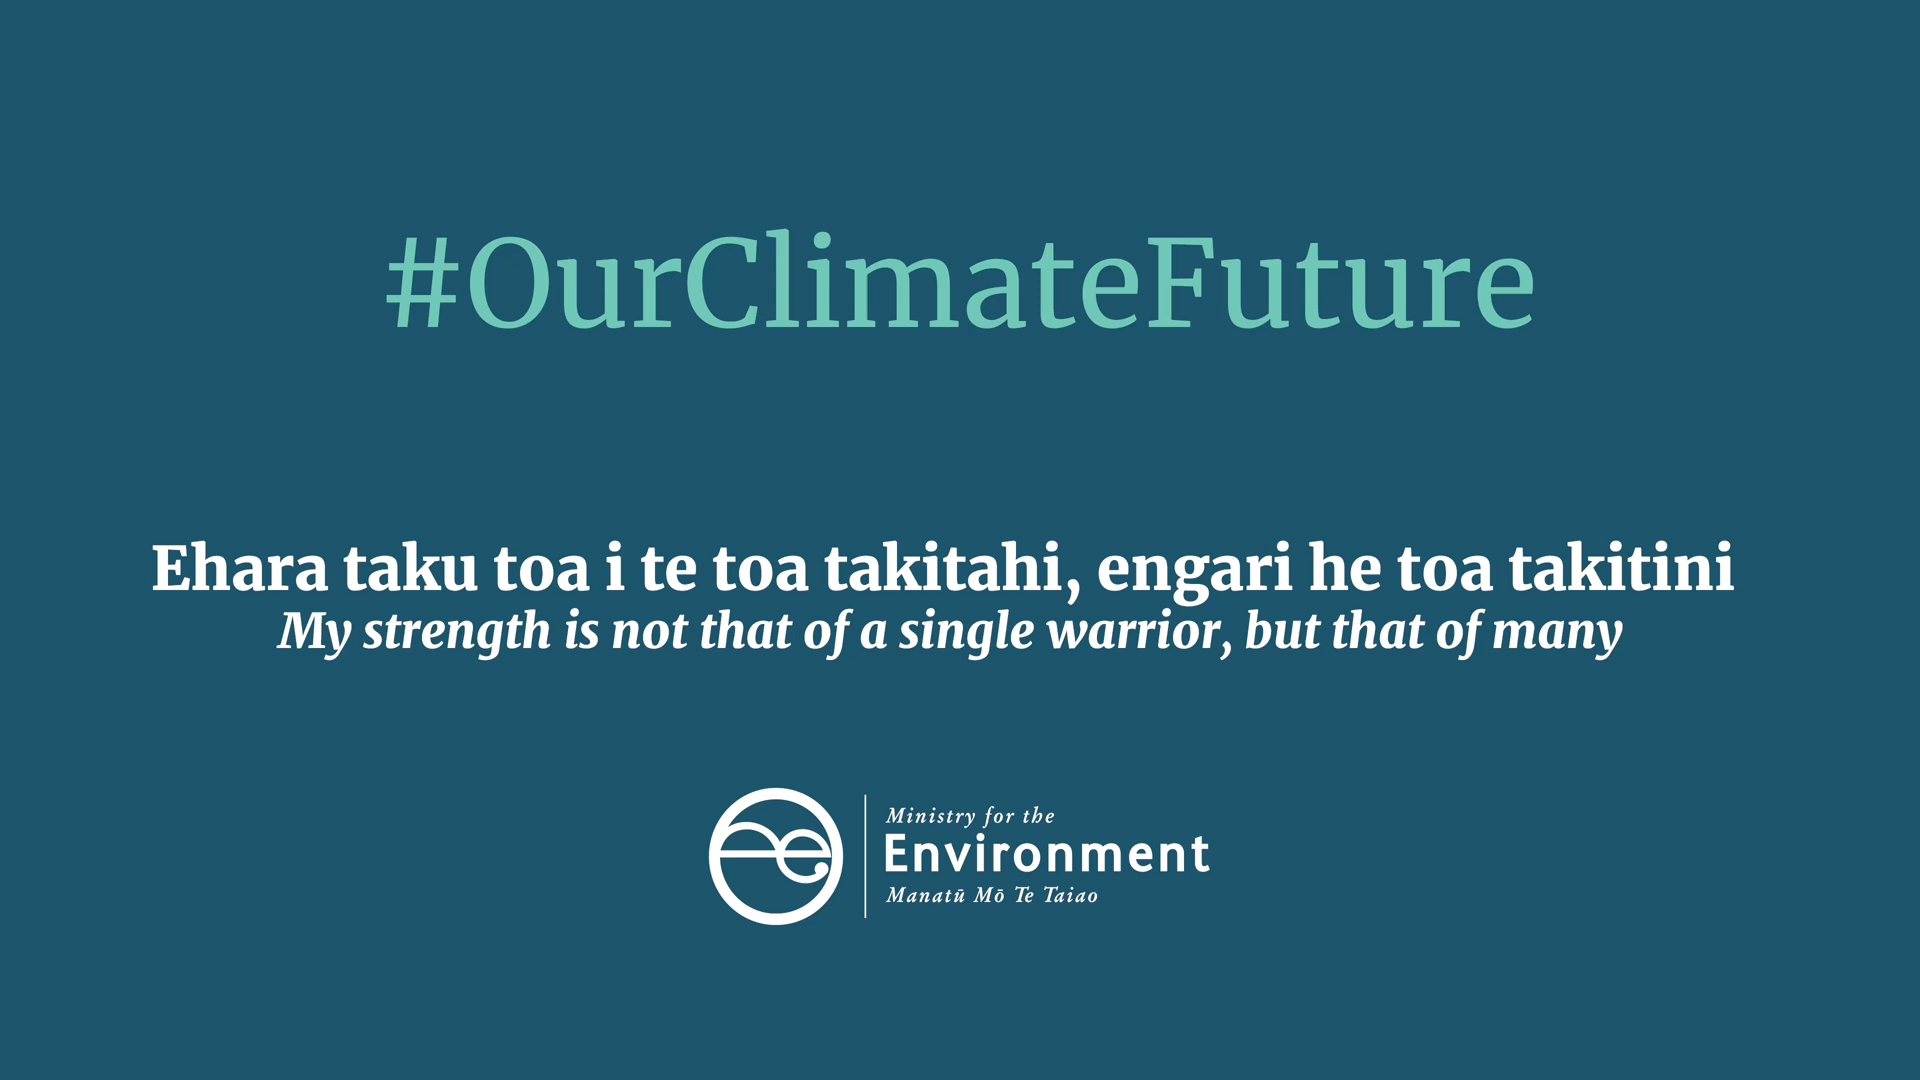 #OurClimateFuture
Ehara taku toa i te toa takitahi, engari he toa takitini
My strength is not that of a single warrior, but that of many
Ministry for the
Environment
Manatū Mō Te Taiao